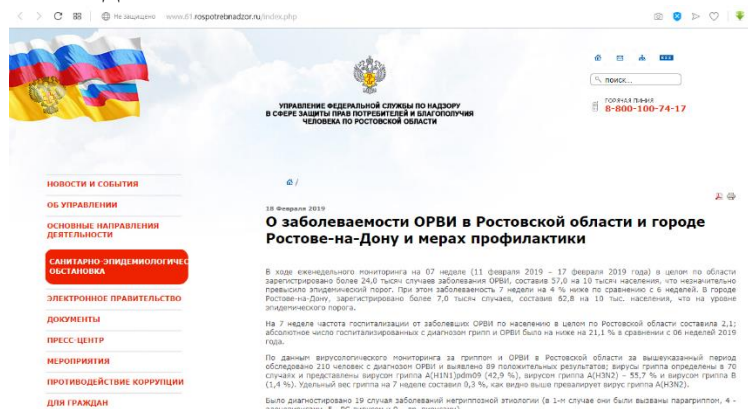 Не защищено www.61.rospotrebnadzor.ru/index.php
поиск...
УПРАВЛЕНИЕ ФЕДЕРАЛЬНОЙ СЛУЖБЫ ПО НАДЗОРУ
В СФЕРЕ ЗАЩИТЫ ПРАВ ПОТРЕБИТЕЛЕЙ И БЛАГОПОЛУЧИЯ
ЧЕЛОВЕКА ПО РОСТОВСКОЙ ОБЛАСТИ
ГОРЯЧАЯ ЛИНИЯ
8-800-100-74-17
НОВОСТИ И СОБЫТИЯ
ОБ УПРАВЛЕНИИ
ОСНОВНЫЕ НАПРАВЛЕНИЯ
ДЕЯТЕЛЬНОСТИ
САНИТАРНО-ЭПИДЕМИОЛОГИЧЕС
ОБСТАНОВКА
ЭЛЕКТРОННОЕ ПРАВИТЕЛЬСТВО
ДОКУМЕНТЫ
ПРЕСС-ЦЕНТР
МЕРОПРИЯТИЯ
ПРОТИВОДЕЙСТВИЕ КОРРУПЦИИ
ДЛЯ ГРАЖДАН
/
18 Февраля 2019
О заболеваемости ОРВИ в Ростовской области и городе
Ростове-на-Дону и мерах профилактики
В ходе еженедельного мониторинга на 07 неделе (11 февраля 2019 – 17 февраля 2019 года) в целом по области
зарегистрировано более 24,0 тысяч случаев заболевания ОРВИ, составив 57,0 на 10 тысяч населения, что незначительно
превысило эпидемический порог. При этом заболеваемость 7 недели на 4 % ниже по сравнению с 6 неделей. В городе
Ростове-на-Дону, зарегистрировано более 7,0 тысяч случаев, составив 62,8 на 10 тыс. населения, что на уровне
эпидемического порога.
На 7 неделе частота госпитализации от заболевших ОРВИ по населению в целом по Ростовской области составила 2,1;
абсолютное число госпитализированных с диагнозом грипп и ОРВИ было на ниже на 21,1 % в сравнении с 06 неделей 2019
года.
По данным вирусологического мониторинга за гриппом и ОРВИ в Ростовской области за вышеуказанный период
обследовано 210 человек с диагнозом ОРВИ и выявлено 89 положительных результатов; вирусы гриппа определены в 70
случаях и представлены вирусом гриппа A(H1N1)pdm09 (42,9 %), вирусом гриппа A(H3N2) – 55,7 % и вирусом гриппа В
(1,4 %). Удельный вес гриппа на 7 неделе составил 0,3 %, как видно выше превалирует вирус гриппа A(H3N2).
Было диагностировано 19 случая заболеваний негриппозной этиологии (в 1-м случае они были вызваны парагриппом, 4 -